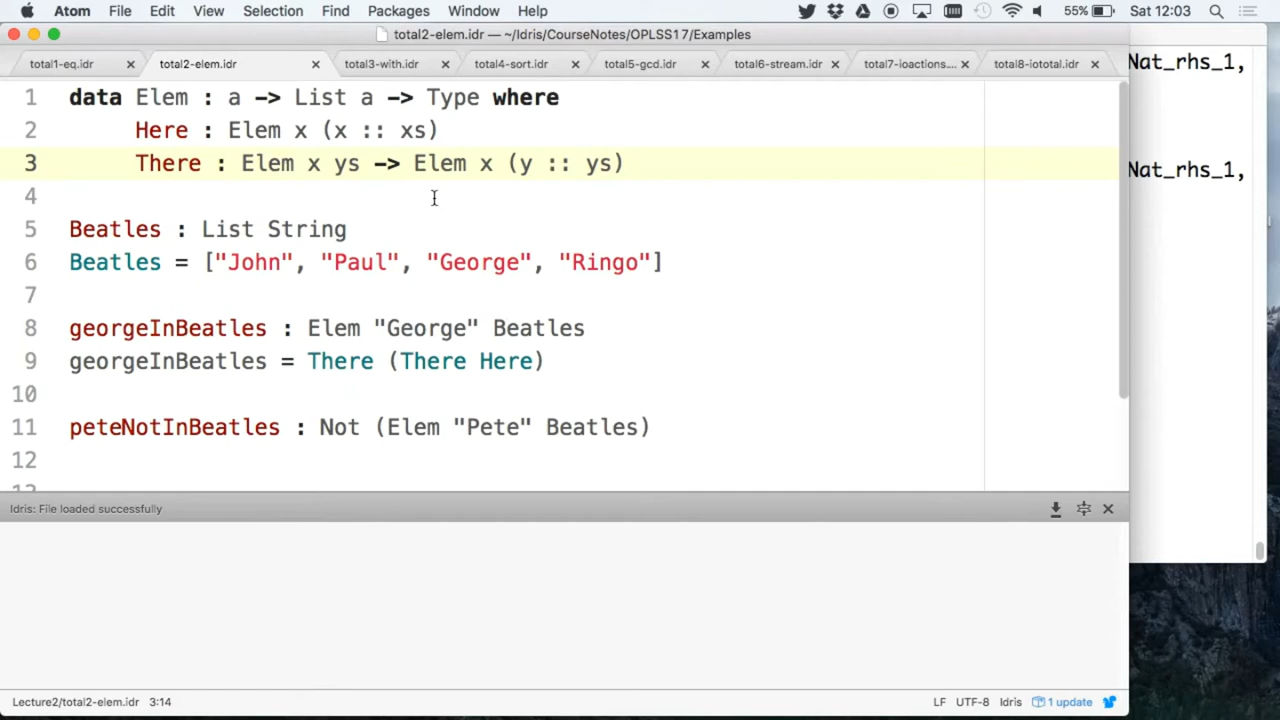 Atom File Edit View Selection Find Packages Window Help 55% Sat 12:03
total2-elem.idr — ~/Idris/CourseNotes/OPLSS17/Examples
total1-eq.idr total2-elem.idr total3-with.idr total4-sort.idr total5-gcd.idr total6-stream.idr total7-ioactions.... total8-iototal.idr
Nat_rhs_1,
1 data Elem : a -> List a -> Type where
2 Here : Elem x (x :: xs)
3 There : Elem x ys -> Elem x (y :: ys)
Nat_rhs_1,
4
5 Beatles : List String
6 Beatles = ["John", "Paul", "George", "Ringo"]
7
8 georgeInBeatles : Elem "George" Beatles
9 georgeInBeatles = There (There Here)
10
11 peteNotInBeatles : Not (Elem "Pete" Beatles)
12
Idris: File loaded successfully
Lecture2/total2-elem.idr 3:14 LF UTF-8 Idris 1 update